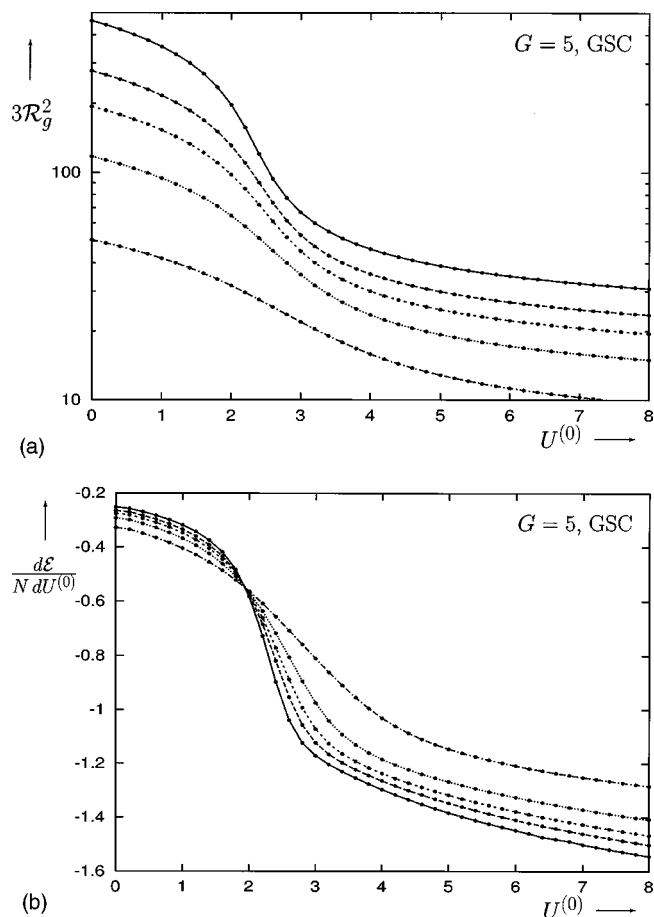 G = 5, GSC
3R_g^2
100
10
0 1 2 3 4 5 6 7 8
(a)
U^(0)
-0.2
G = 5, GSC
-0.4
dE
N dU^(0)
-0.6
-0.8
-1
-1.2
-1.4
-1.6
0 1 2 3 4 5 6 7 8
(b)
U^(0)